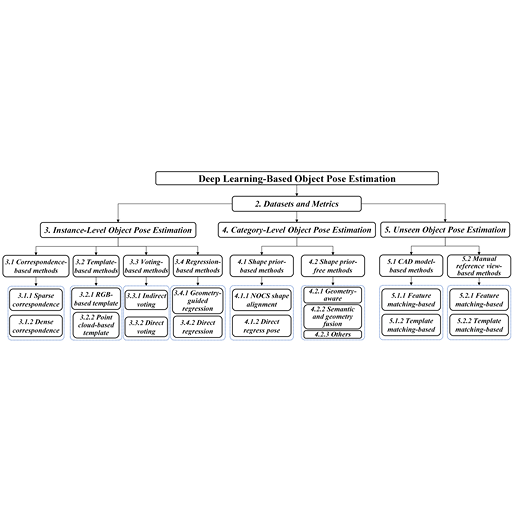 Deep Learning-Based Object Pose Estimation
2. Datasets and Metrics
3. Instance-Level Object Pose Estimation
4. Category-Level Object Pose Estimation
5. Unseen Object Pose Estimation
3.1 Correspondence-
based methods
3.2 Template-
based methods
3.3 Voting-
based methods
3.4 Regression-
based methods
4.1 Shape prior-
based methods
4.2 Shape prior-
free methods
5.1 CAD model-
based methods
5.2 Manual
reference view-
based methods
3.1.1 Sparse
correspondence
3.1.2 Dense
correspondence
3.2.1 RGB-
based template
3.2.2 Point
cloud-based
template
3.3.1 Indirect
voting
3.3.2 Direct
voting
3.4.1 Geometry-
guided
regression
3.4.2 Direct
regression
4.1.1 NOCS shape
alignment
4.1.2 Direct
regress pose
4.2.1 Geometry-
aware
4.2.2 Semantic
and geometry
fusion
4.2.3 Others
5.1.1 Feature
matching-based
5.1.2 Template
matching-based
5.2.1 Feature
matching-based
5.2.2 Template
matching-based